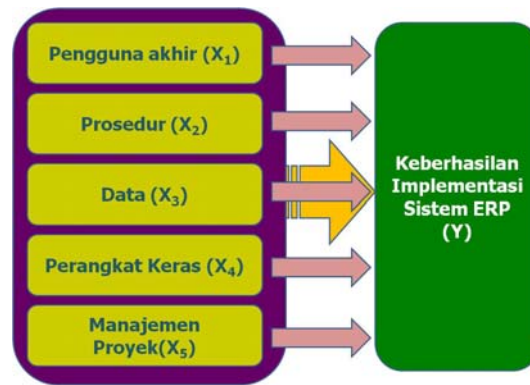 Pengguna akhir (X₁)
Prosedur (X₂)
Data (X₃)
Perangkat Keras (X₄)
Manajemen
Proyek(X₅)
Keberhasilan
Implementasi
Sistem ERP
(Y)